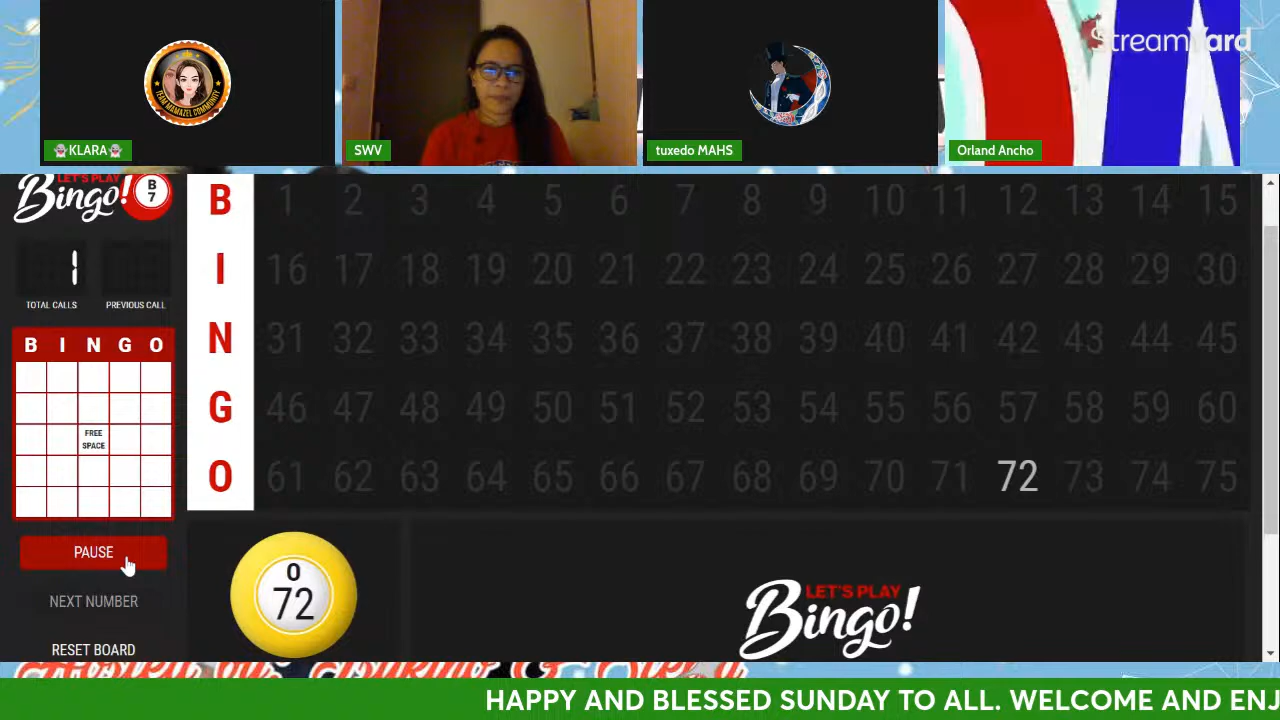 StreamYard
TEAM MAMAZEL COMMUNITY
👻KLARA👻
SWV
tuxedo MAHS
Orland Ancho
LET'S PLAY
Bingo!
B
7
1
TOTAL CALLS
PREVIOUS CALL
B I N G O
FREE
SPACE
PAUSE
NEXT NUMBER
RESET BOARD
B 1 2 3 4 5 6 7 8 9 10 11 12 13 14 15
I 16 17 18 19 20 21 22 23 24 25 26 27 28 29 30
N 31 32 33 34 35 36 37 38 39 40 41 42 43 44 45
G 46 47 48 49 50 51 52 53 54 55 56 57 58 59 60
O 61 62 63 64 65 66 67 68 69 70 71 72 73 74 75
O
72
LET'S PLAY
Bingo!
HAPPY AND BLESSED SUNDAY TO ALL. WELCOME AND ENJ